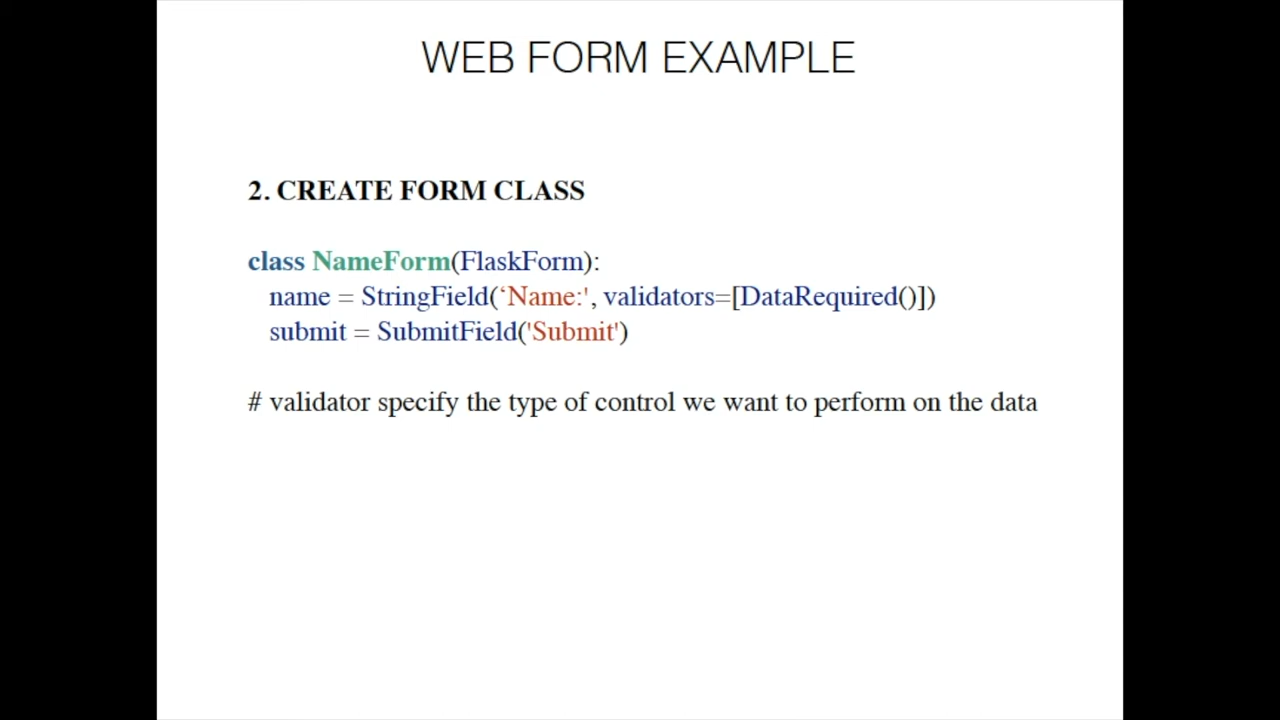 WEB FORM EXAMPLE
2. CREATE FORM CLASS
class NameForm(FlaskForm):
name = StringField(‘Name:', validators=[DataRequired()])
submit = SubmitField('Submit')
# validator specify the type of control we want to perform on the data